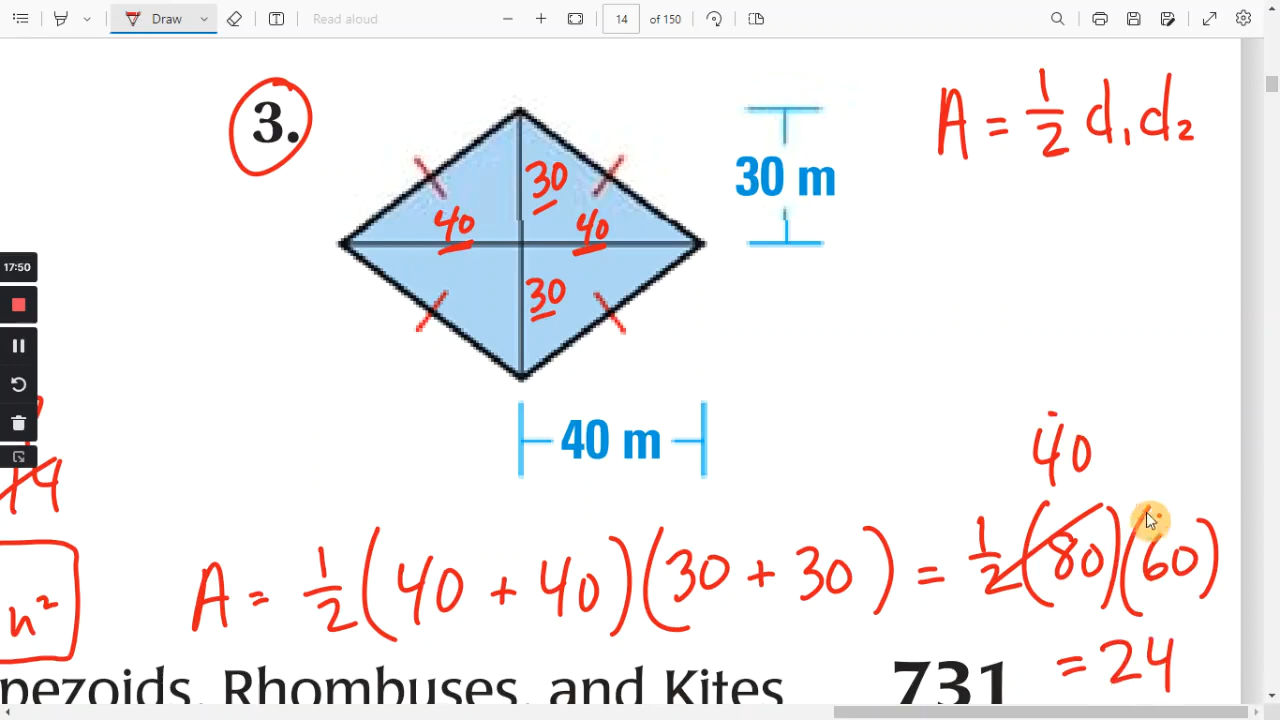 Draw
Read aloud
14 of 150
3.
A = 1/2 d₁d₂
30
30 m
40 40
30
17:50
40 m
40
A = 1/2 (40 + 40)(30 + 30) = 1/2 (80)(60)
n²
= 24
pezoids, Rhombuses, and Kites 731